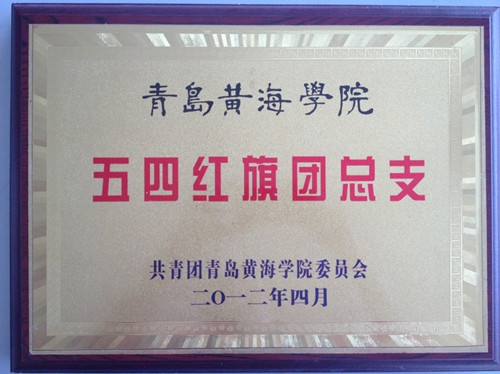 青島黄海學院
五四红旗团总支
共青团青岛黄海学院委员会
二〇一二年四月